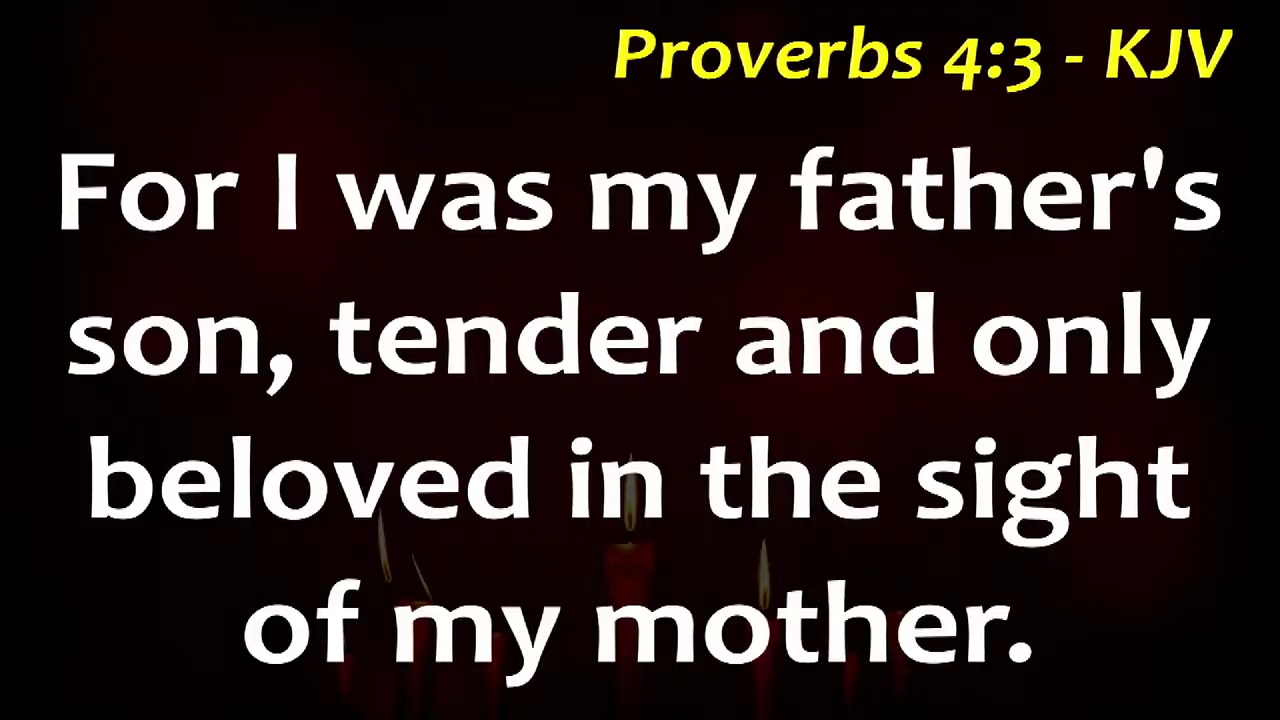 Proverbs 4:3 - KJV
For I was my father's
son, tender and only
beloved in the sight
of my mother.